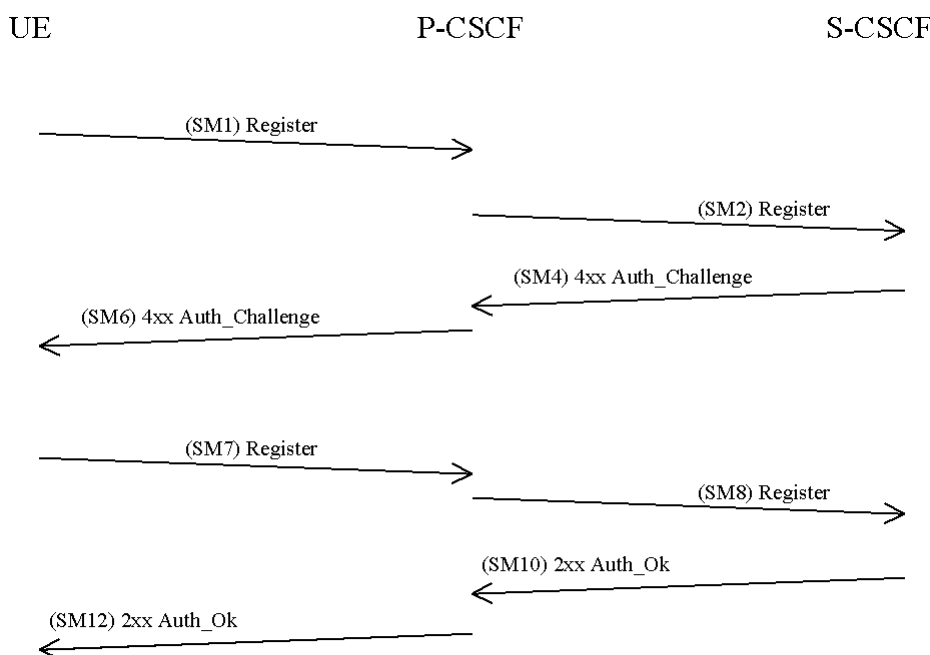 UE P-CSCF S-CSCF
(SM1) Register
(SM2) Register
(SM4) 4xx Auth_Challenge
(SM6) 4xx Auth_Challenge
(SM7) Register
(SM8) Register
(SM10) 2xx Auth_Ok
(SM12) 2xx Auth_Ok